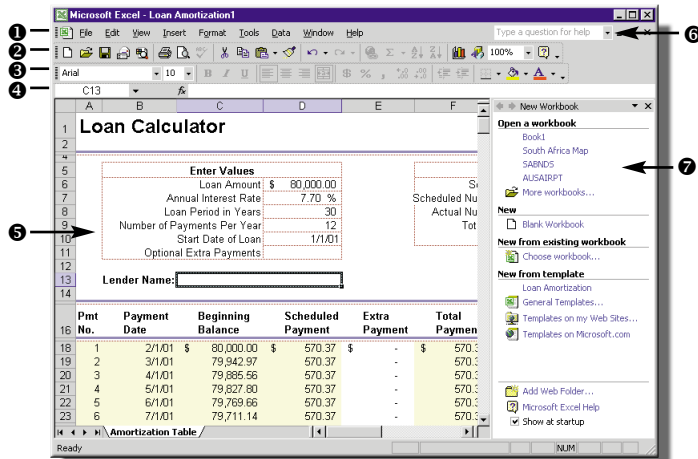 Microsoft Excel - Loan Amortization1
❶ File Edit View Insert Format Tools Data Window Help Type a question for help ❻
❷ 100%
❸ Arial 10 B I U $ % ,
❹ C13 fx
A B C D E F
1 Loan Calculator
2
4
5 Enter Values
6 Loan Amount $ 80,000.00
7 Annual Interest Rate 7.70 % Scheduled Nu
8 Loan Period in Years 30 Actual Nu
9 Number of Payments Per Year 12 Tot
❺
10 Start Date of Loan 1/1/01
11 Optional Extra Payments
12
13 Lender Name:
14
Pmt Payment Beginning Scheduled Extra Total
16 No. Date Balance Payment Payment Paymen
18 1 2/1/01 $ 80,000.00 $ 570.37 $ - $ 570.3
19 2 3/1/01 79,942.97 570.37 - 570.3
20 3 4/1/01 79,885.56 570.37 - 570.3
21 4 5/1/01 79,827.80 570.37 - 570.3
22 5 6/1/01 79,769.66 570.37 - 570.3
23 6 7/1/01 79,711.14 570.37 - 570.3
Amortization Table
Ready NUM
New Workbook
Open a workbook
Book1
South Africa Map
SABNDS
❼
AUSAIRPT
More workbooks...
New
Blank Workbook
New from existing workbook
Choose workbook...
New from template
Loan Amortization
General Templates...
Templates on my Web Sites...
Templates on Microsoft.com
Add Web Folder...
Microsoft Excel Help
Show at startup